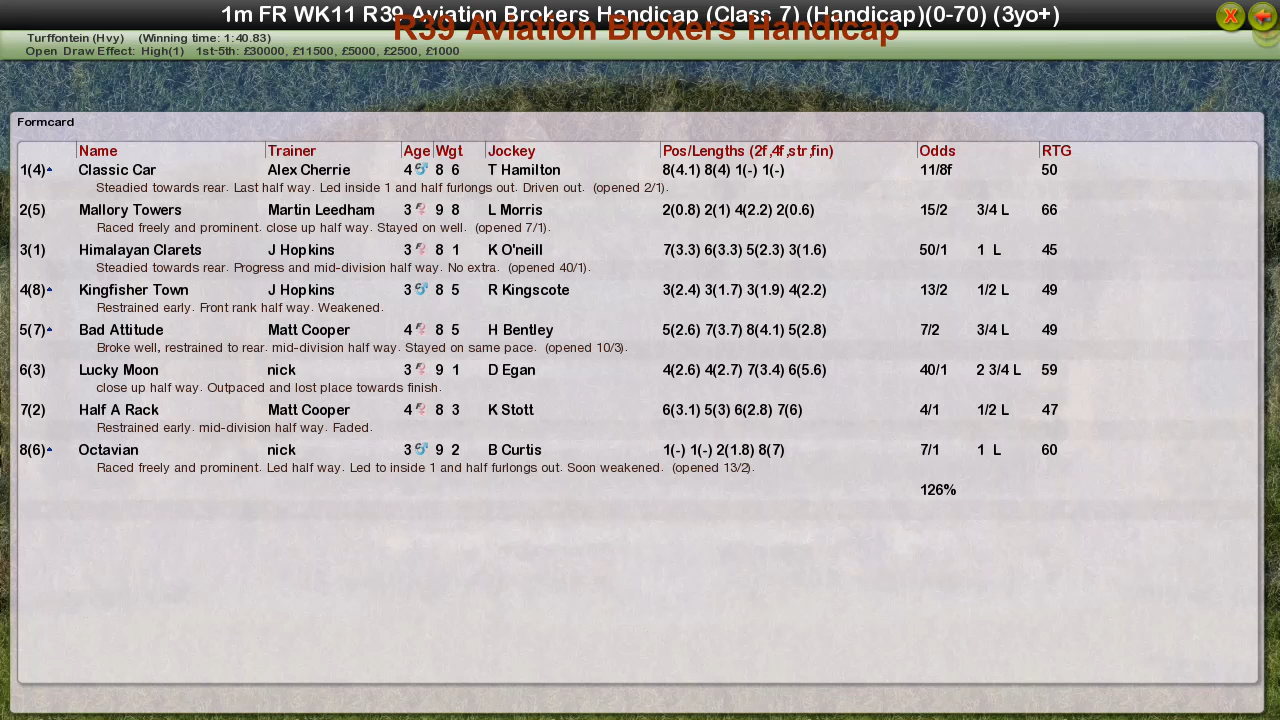 1m FR WK11 R39 Aviation Brokers Handicap (Class 7) (Handicap)(0-70) (3yo+)
R39 Aviation Brokers Handicap
Turffontein (Hvy) (Winning time: 1:40.83)
Open Draw Effect: High(1) 1st-5th: £30000, £11500, £5000, £2500, £1000
Formcard
Name Trainer Age Wgt Jockey Pos/Lengths (2f,4f,str,fin) Odds RTG
1(4) Classic Car Alex Cherrie 4 8 6 T Hamilton 8(4.1) 8(4) 1(-) 1(-) 11/8f 50
Steadied towards rear. Last half way. Led inside 1 and half furlongs out. Driven out. (opened 2/1).
2(5) Mallory Towers Martin Leedham 3 9 8 L Morris 2(0.8) 2(1) 4(2.2) 2(0.6) 15/2 3/4 L 66
Raced freely and prominent. close up half way. Stayed on well. (opened 7/1).
3(1) Himalayan Clarets J Hopkins 3 8 1 K O'neill 7(3.3) 6(3.3) 5(2.3) 3(1.6) 50/1 1 L 45
Steadied towards rear. Progress and mid-division half way. No extra. (opened 40/1).
4(8) Kingfisher Town J Hopkins 3 8 5 R Kingscote 3(2.4) 3(1.7) 3(1.9) 4(2.2) 13/2 1/2 L 49
Restrained early. Front rank half way. Weakened.
5(7) Bad Attitude Matt Cooper 4 8 5 H Bentley 5(2.6) 7(3.7) 8(4.1) 5(2.8) 7/2 3/4 L 49
Broke well, restrained to rear. mid-division half way. Stayed on same pace. (opened 10/3).
6(3) Lucky Moon nick 3 9 1 D Egan 4(2.6) 4(2.7) 7(3.4) 6(5.6) 40/1 2 3/4 L 59
close up half way. Outpaced and lost place towards finish.
7(2) Half A Rack Matt Cooper 4 8 3 K Stott 6(3.1) 5(3) 6(2.8) 7(6) 4/1 1/2 L 47
Restrained early. mid-division half way. Faded.
8(6) Octavian nick 3 9 2 B Curtis 1(-) 1(-) 2(1.8) 8(7) 7/1 1 L 60
Raced freely and prominent. Led half way. Led to inside 1 and half furlongs out. Soon weakened. (opened 13/2).
126%